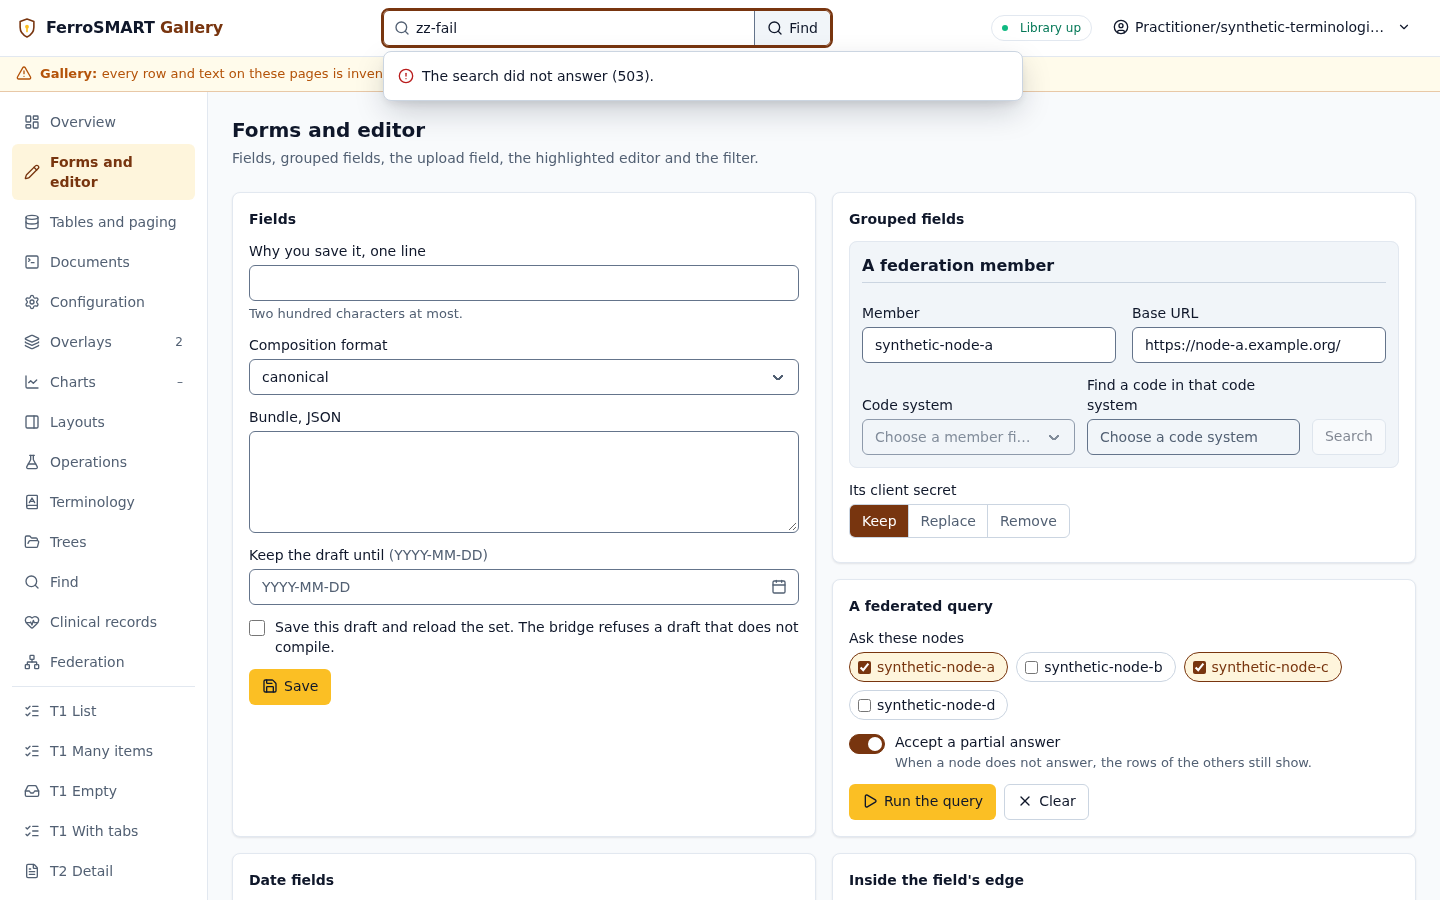 FerroSMART Gallery
zz-fail
Find
Library up
Practitioner/synthetic-terminologi…
Gallery: every row and text on these pages is inven
The search did not answer (503).
Overview
Forms and
editor
Tables and paging
Documents
Configuration
Overlays 2
Charts –
Layouts
Operations
Terminology
Trees
Find
Clinical records
Federation
T1 List
T1 Many items
T1 Empty
T1 With tabs
T2 Detail
Forms and editor
Fields, grouped fields, the upload field, the highlighted editor and the filter.
Fields
Why you save it, one line
Two hundred characters at most.
Composition format
canonical
Bundle, JSON
Keep the draft until (YYYY-MM-DD)
YYYY-MM-DD
Save this draft and reload the set. The bridge refuses a draft that does not
compile.
Save
Grouped fields
A federation member
Member
synthetic-node-a
Base URL
https://node-a.example.org/
Code system
Choose a member fi…
Find a code in that code
system
Choose a code system
Search
Its client secret
Keep Replace Remove
A federated query
Ask these nodes
synthetic-node-a synthetic-node-b synthetic-node-c
synthetic-node-d
Accept a partial answer
When a node does not answer, the rows of the others still show.
Run the query Clear
Date fields
Inside the field's edge